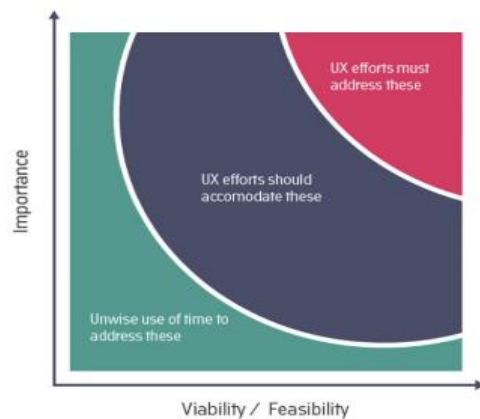 UX efforts must
address these
UX efforts should
accomodate these
Unwise use of time to
address these
Importance
Viability / Feasibility